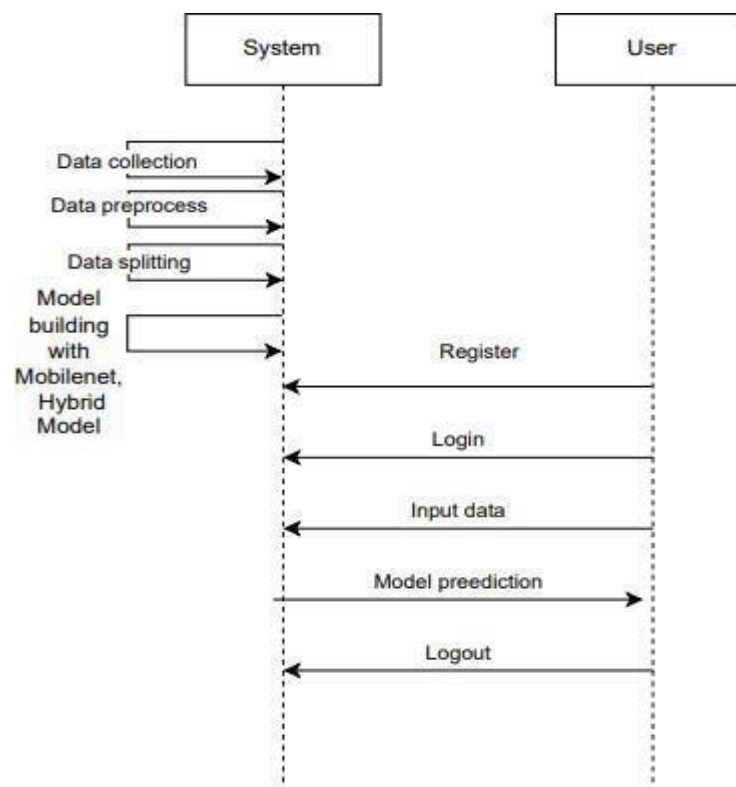 System
User
Data collection
Data preprocess
Data splitting
Model
building
with
Mobilenet,
Hybrid
Model
Register
Login
Input data
Model preediction
Logout